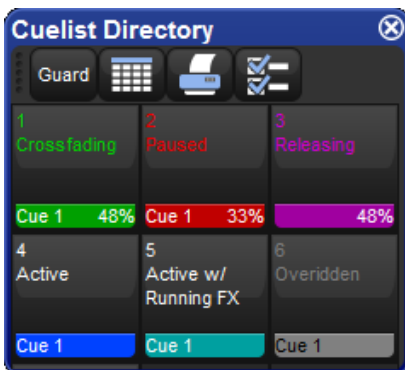 Cuelist Directory
Guard
1 2 3
Crossfading Paused Releasing
Cue 1 48% Cue 1 33% 48%
4 5 6
Active Active w/ Overidden
Running FX
Cue 1 Cue 1 Cue 1